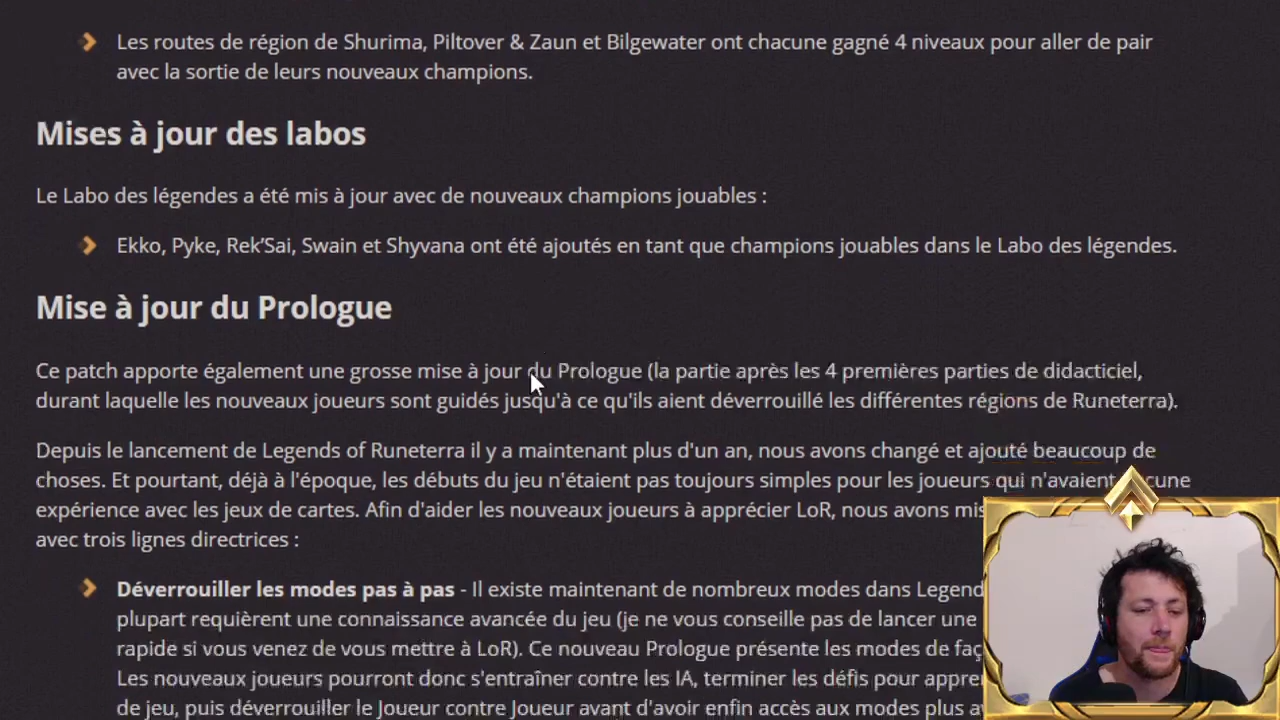 Les routes de région de Shurima, Piltover & Zaun et Bilgewater ont chacune gagné 4 niveaux pour aller de pair
avec la sortie de leurs nouveaux champions.
Mises à jour des labos
Le Labo des légendes a été mis à jour avec de nouveaux champions jouables :
Ekko, Pyke, Rek’Sai, Swain et Shyvana ont été ajoutés en tant que champions jouables dans le Labo des légendes.
Mise à jour du Prologue
Ce patch apporte également une grosse mise à jour du Prologue (la partie après les 4 premières parties de didacticiel,
durant laquelle les nouveaux joueurs sont guidés jusqu'à ce qu'ils aient déverrouillé les différentes régions de Runeterra).
Depuis le lancement de Legends of Runeterra il y a maintenant plus d'un an, nous avons changé et ajouté beaucoup de
choses. Et pourtant, déjà à l'époque, les débuts du jeu n'étaient pas toujours simples pour les joueurs qui n'avaient
expérience avec les jeux de cartes. Afin d'aider les nouveaux joueurs à apprécier LoR, nous avons mis
avec trois lignes directrices :
Déverrouiller les modes pas à pas - Il existe maintenant de nombreux modes dans Legend
plupart requièrent une connaissance avancée du jeu (je ne vous conseille pas de lancer une
rapide si vous venez de vous mettre à LoR). Ce nouveau Prologue présente les modes de faç
Les nouveaux joueurs pourront donc s'entraîner contre les IA, terminer les défis pour appre
de jeu, puis déverrouiller le Joueur contre Joueur avant d'avoir enfin accès aux modes plus